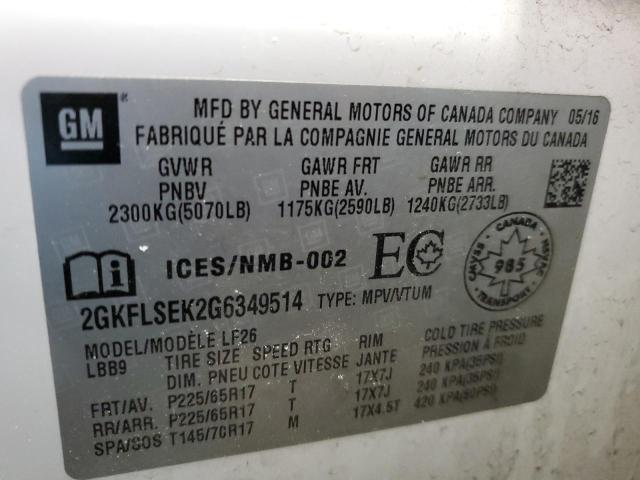 GM
MFD BY GENERAL MOTORS OF CANADA COMPANY 05/16
FABRIQUÉ PAR LA COMPAGNIE GENERAL MOTORS DU CANADA
GVWR GAWR FRT GAWR RR
PNBV PNBE AV. PNBE ARR.
2300KG(5070LB) 1175KG(2590LB) 1240KG(2733LB)
ICES/NMB-002 EC
CANADA
CMVSS NSVAC
985
TRANSPORT
2GKFLSEK2G6349514 TYPE: MPV/VTUM
MODEL/MODÈLE LF26
LBB9 TIRE SIZE SPEED RTG RIM COLD TIRE PRESSURE
DIM. PNEU COTE VITESSE JANTE PRESSION À FROID
FRT/AV. P225/65R17 T 17X7J 240 KPA(35PSI)
RR/ARR. P225/65R17 T 17X7J 240 KPA(35PSI)
SPA/SOS T145/70R17 M 17X4.5T 420 KPA(60PSI)